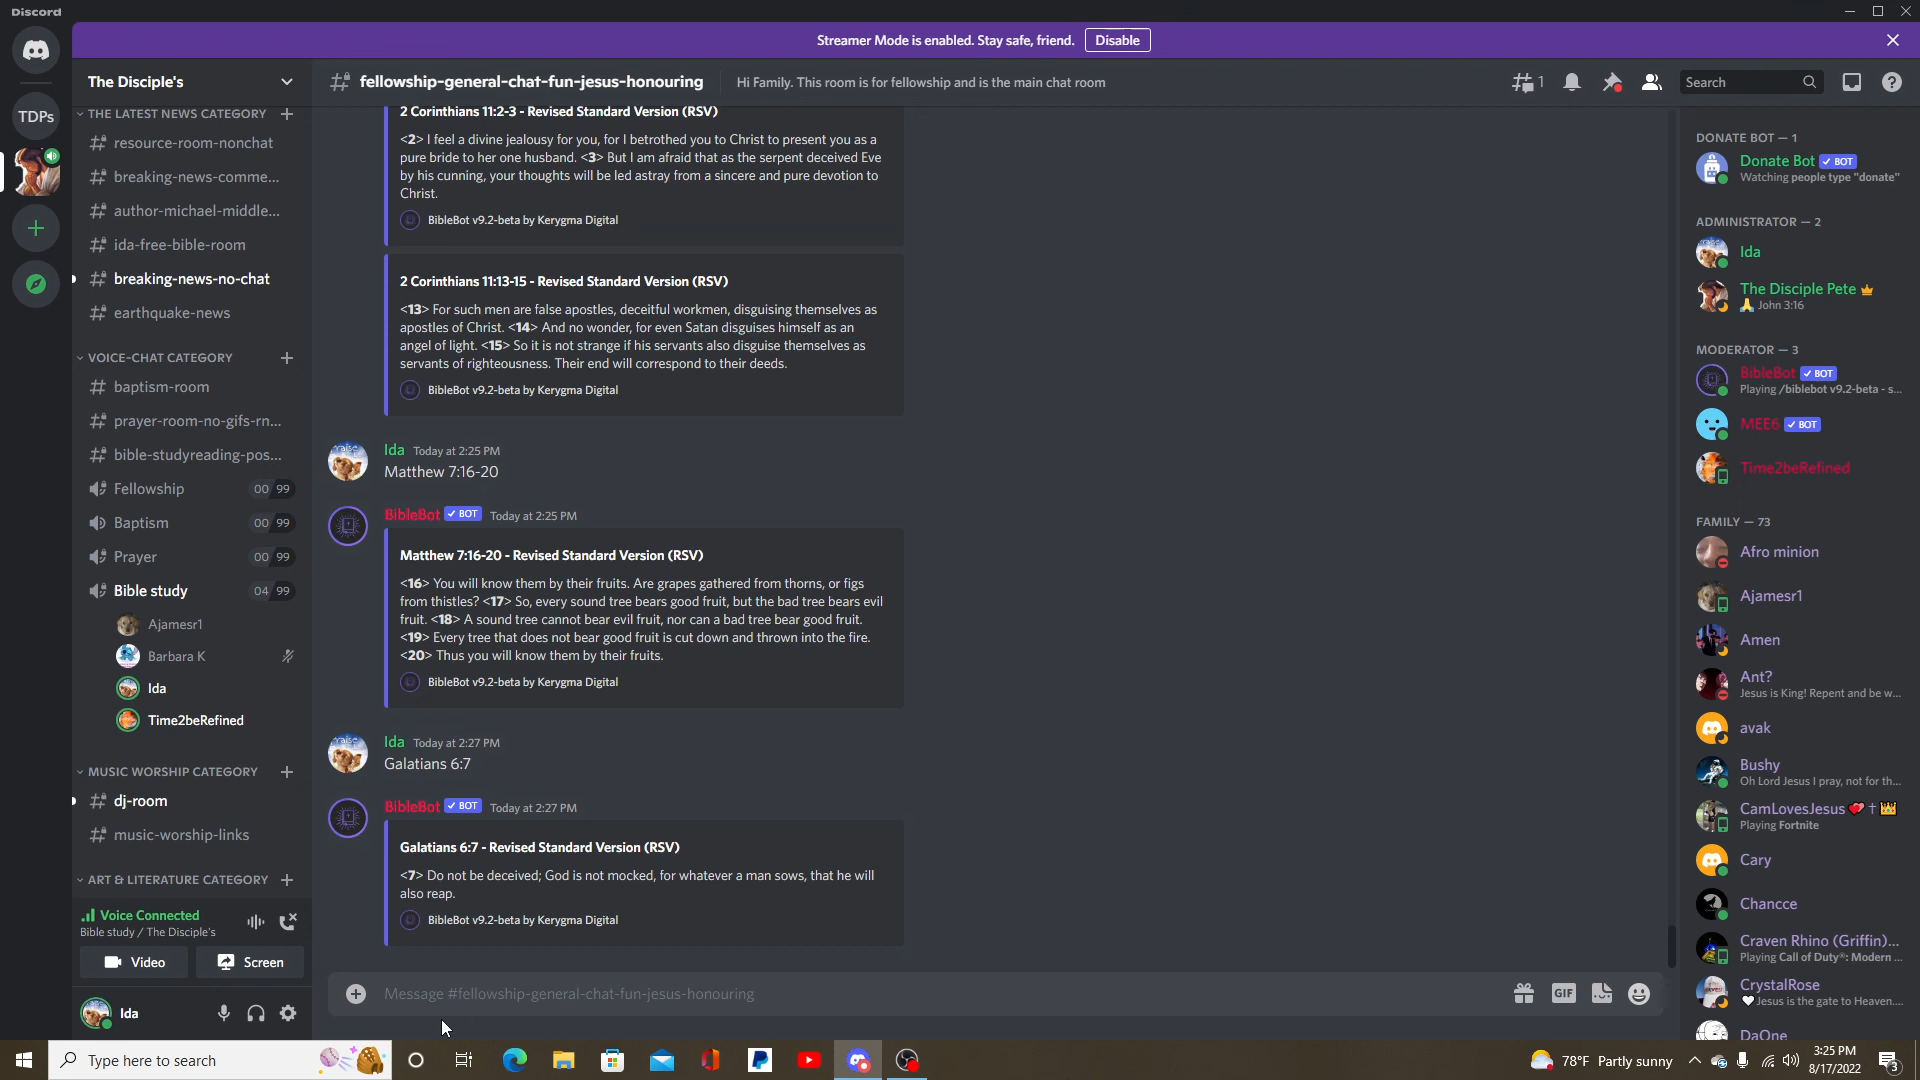 Discord
Streamer Mode is enabled. Stay safe, friend. Disable
TDPs
The Disciple's
THE LATEST NEWS CATEGORY
resource-room-nonchat
breaking-news-comme...
author-michael-middle...
ida-free-bible-room
breaking-news-no-chat
earthquake-news
VOICE-CHAT CATEGORY
baptism-room
prayer-room-no-gifs-rn...
bible-studyreading-pos...
Fellowship 00 99
Baptism 00 99
Prayer 00 99
Bible study 04 99
Ajamesr1
Barbara K
Ida
Time2beRefined
MUSIC WORSHIP CATEGORY
dj-room
music-worship-links
ART & LITERATURE CATEGORY
Voice Connected
Bible study / The Disciple's
Video Screen
Ida
fellowship-general-chat-fun-jesus-honouring Hi Family. This room is for fellowship and is the main chat room
1 Search
2 Corinthians 11:2-3 - Revised Standard Version (RSV)
<2> I feel a divine jealousy for you, for I betrothed you to Christ to present you as a
pure bride to her one husband. <3> But I am afraid that as the serpent deceived Eve
by his cunning, your thoughts will be led astray from a sincere and pure devotion to
Christ.
BibleBot v9.2-beta by Kerygma Digital
2 Corinthians 11:13-15 - Revised Standard Version (RSV)
<13> For such men are false apostles, deceitful workmen, disguising themselves as
apostles of Christ. <14> And no wonder, for even Satan disguises himself as an
angel of light. <15> So it is not strange if his servants also disguise themselves as
servants of righteousness. Their end will correspond to their deeds.
BibleBot v9.2-beta by Kerygma Digital
Ida Today at 2:25 PM
Matthew 7:16-20
BibleBot BOT Today at 2:25 PM
Matthew 7:16-20 - Revised Standard Version (RSV)
<16> You will know them by their fruits. Are grapes gathered from thorns, or figs
from thistles? <17> So, every sound tree bears good fruit, but the bad tree bears evil
fruit. <18> A sound tree cannot bear evil fruit, nor can a bad tree bear good fruit.
<19> Every tree that does not bear good fruit is cut down and thrown into the fire.
<20> Thus you will know them by their fruits.
BibleBot v9.2-beta by Kerygma Digital
Ida Today at 2:27 PM
Galatians 6:7
BibleBot BOT Today at 2:27 PM
Galatians 6:7 - Revised Standard Version (RSV)
<7> Do not be deceived; God is not mocked, for whatever a man sows, that he will
also reap.
BibleBot v9.2-beta by Kerygma Digital
Message #fellowship-general-chat-fun-jesus-honouring
GIF
DONATE BOT — 1
Donate Bot BOT
Watching people type "donate"
ADMINISTRATOR — 2
Ida
The Disciple Pete
John 3:16
MODERATOR — 3
BibleBot BOT
Playing /biblebot v9.2-beta - s...
MEE6 BOT
Time2beRefined
FAMILY — 73
Afro minion
Ajamesr1
Amen
Ant?
Jesus is King! Repent and be w...
avak
Bushy
Oh Lord Jesus I pray, not for th...
CamLovesJesus
Playing Fortnite
Cary
Chancce
Craven Rhino (Griffin)...
Playing Call of Duty®: Modern ...
CrystalRose
Jesus is the gate to Heaven....
DaOne
Type here to search
78°F Partly sunny
3:25 PM
8/17/2022
3